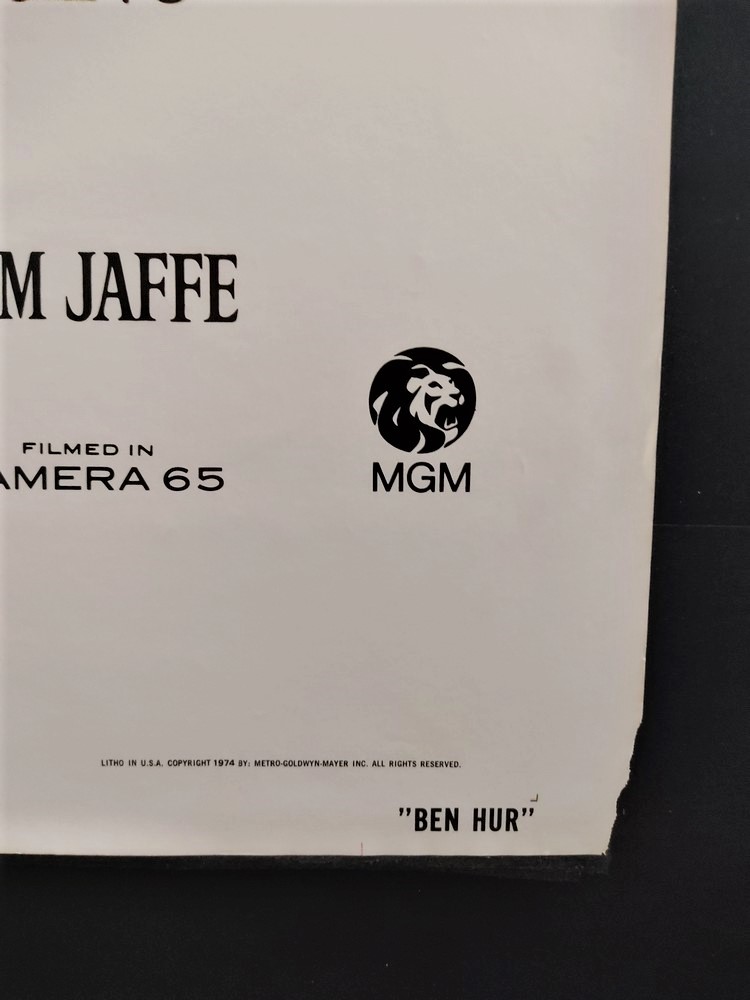 M JAFFE
FILMED IN
AMERA 65
MGM
LITHO IN U.S.A. COPYRIGHT 1974 BY: METRO-GOLDWYN-MAYER INC. ALL RIGHTS RESERVED.
"BEN HUR"